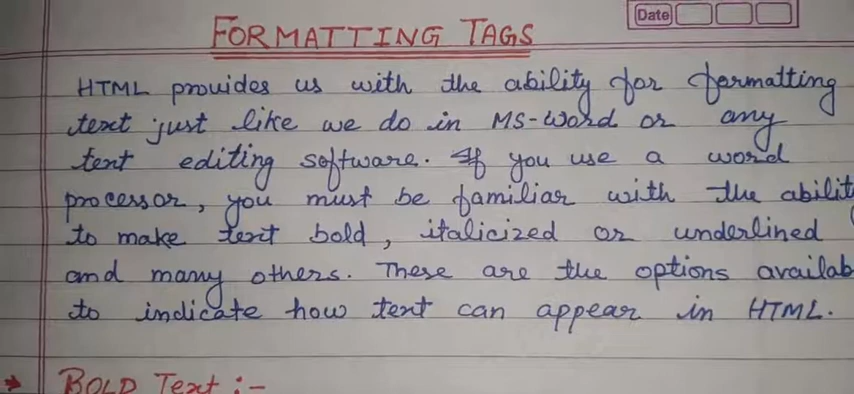 Date
FORMATTING TAGS
HTML provides us with the ability for formatting
text just like we do in MS-Word or any
text editing software. If you use a word
processor, you must be familiar with the abilit
to make text bold, italicized or underlined
and many others. These are the options availab
to indicate how text can appear in HTML.
BOLD Text :-